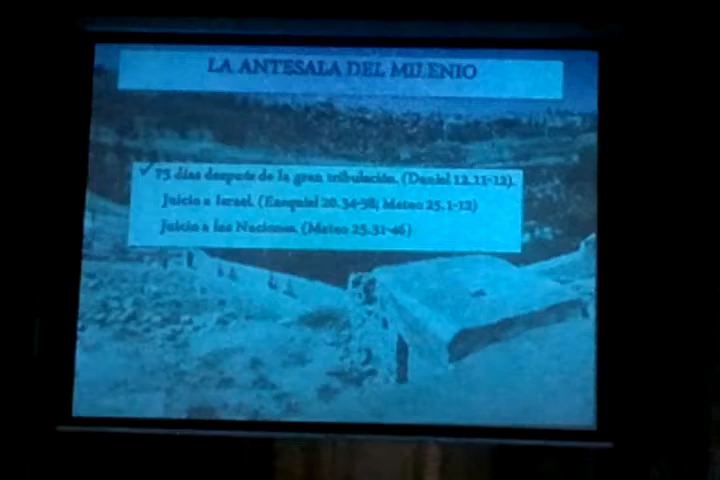 LA ANTESALA DEL MILENIO
✓ 75 días después de la gran tribulación. (Daniel 12.11-12).
Juicio a Israel. (Ezequiel 20.34-38; Mateo 25.1-12)
Juicio a las Naciones. (Mateo 25.31-46)